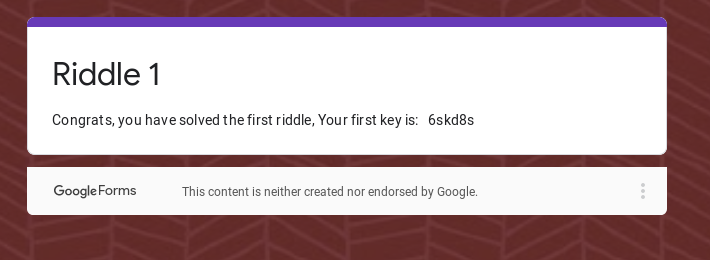 Riddle 1
Congrats, you have solved the first riddle, Your first key is: 6skd8s
Google Forms This content is neither created nor endorsed by Google.